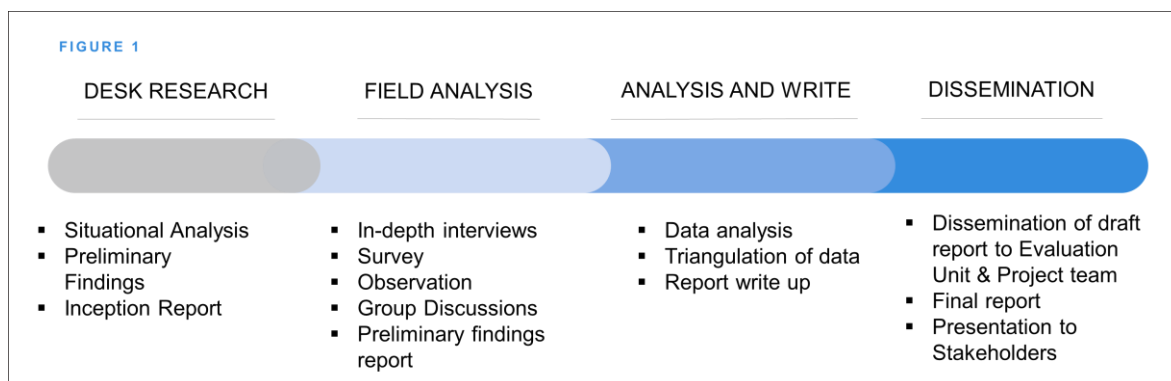 FIGURE 1
DESK RESEARCH
FIELD ANALYSIS
ANALYSIS AND WRITE
DISSEMINATION
▪ Situational Analysis
▪ Preliminary
Findings
▪ Inception Report
▪ In-depth interviews
▪ Survey
▪ Observation
▪ Group Discussions
▪ Preliminary findings
report
▪ Data analysis
▪ Triangulation of data
▪ Report write up
▪ Dissemination of draft
report to Evaluation
Unit & Project team
▪ Final report
▪ Presentation to
Stakeholders